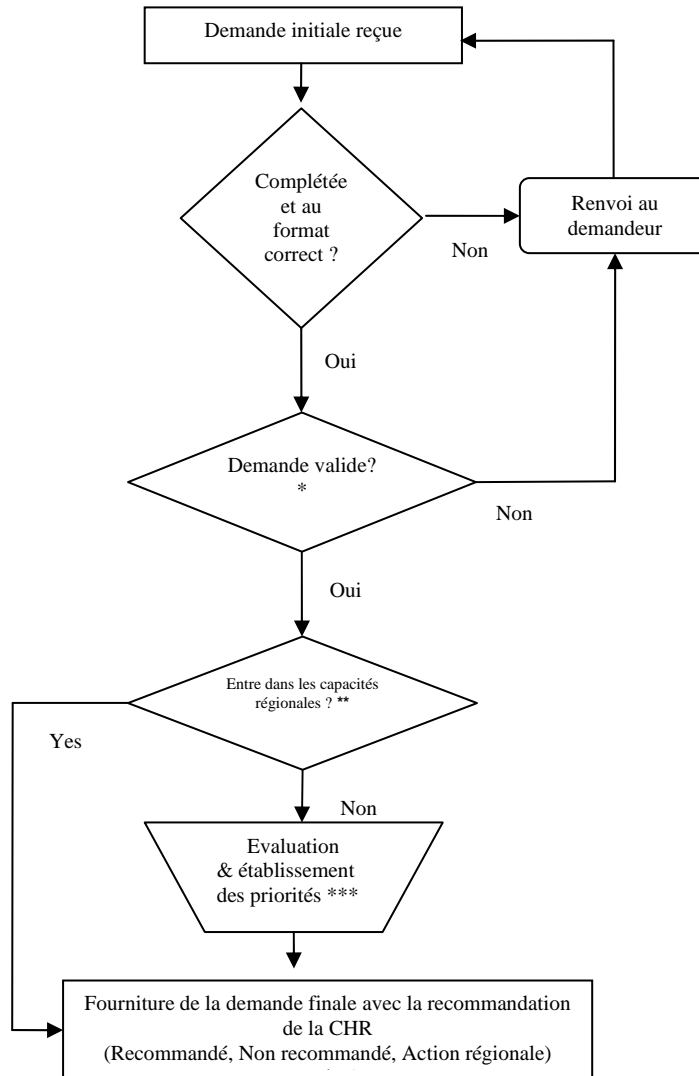 Demande initiale reçue
Complétée
et au
format
correct ?
Non
Renvoi au
demandeur
Oui
Demande valide?
*
Non
Oui
Entre dans les capacités
régionales ? **
Yes
Non
Evaluation
& établissement
des priorités ***
Fourniture de la demande finale avec la recommandation
de la CHR
(Recommandé, Non recommandé, Action régionale)